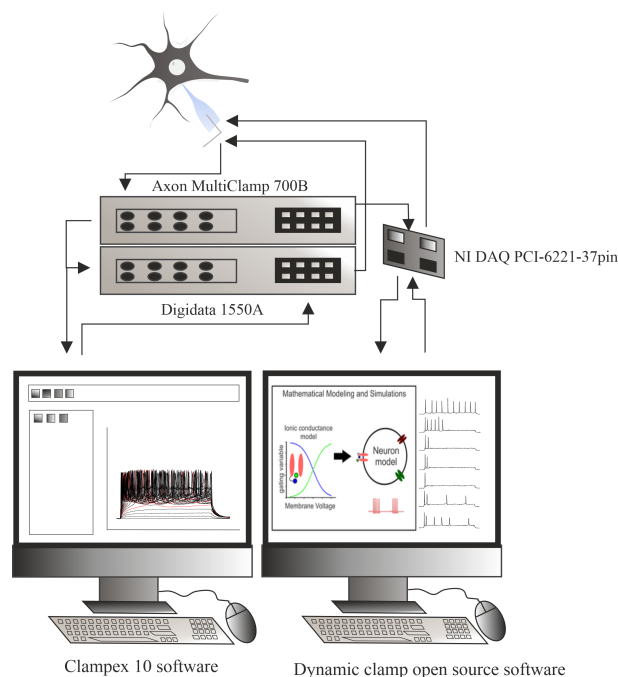 Axon MultiClamp 700B
NI DAQ PCI-6221-37pin
Digidata 1550A
Mathematical Modeling and Simulations
Ionic conductance
model
gating variable
Membrane Voltage
Neuron
model
Clampex 10 software
Dynamic clamp open source software